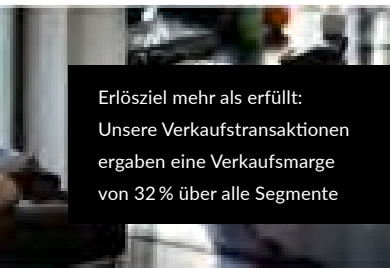 Erlösziel mehr als erfüllt:
Unsere Verkaufstransaktionen
ergaben eine Verkaufsmarge
von 32 % über alle Segmente